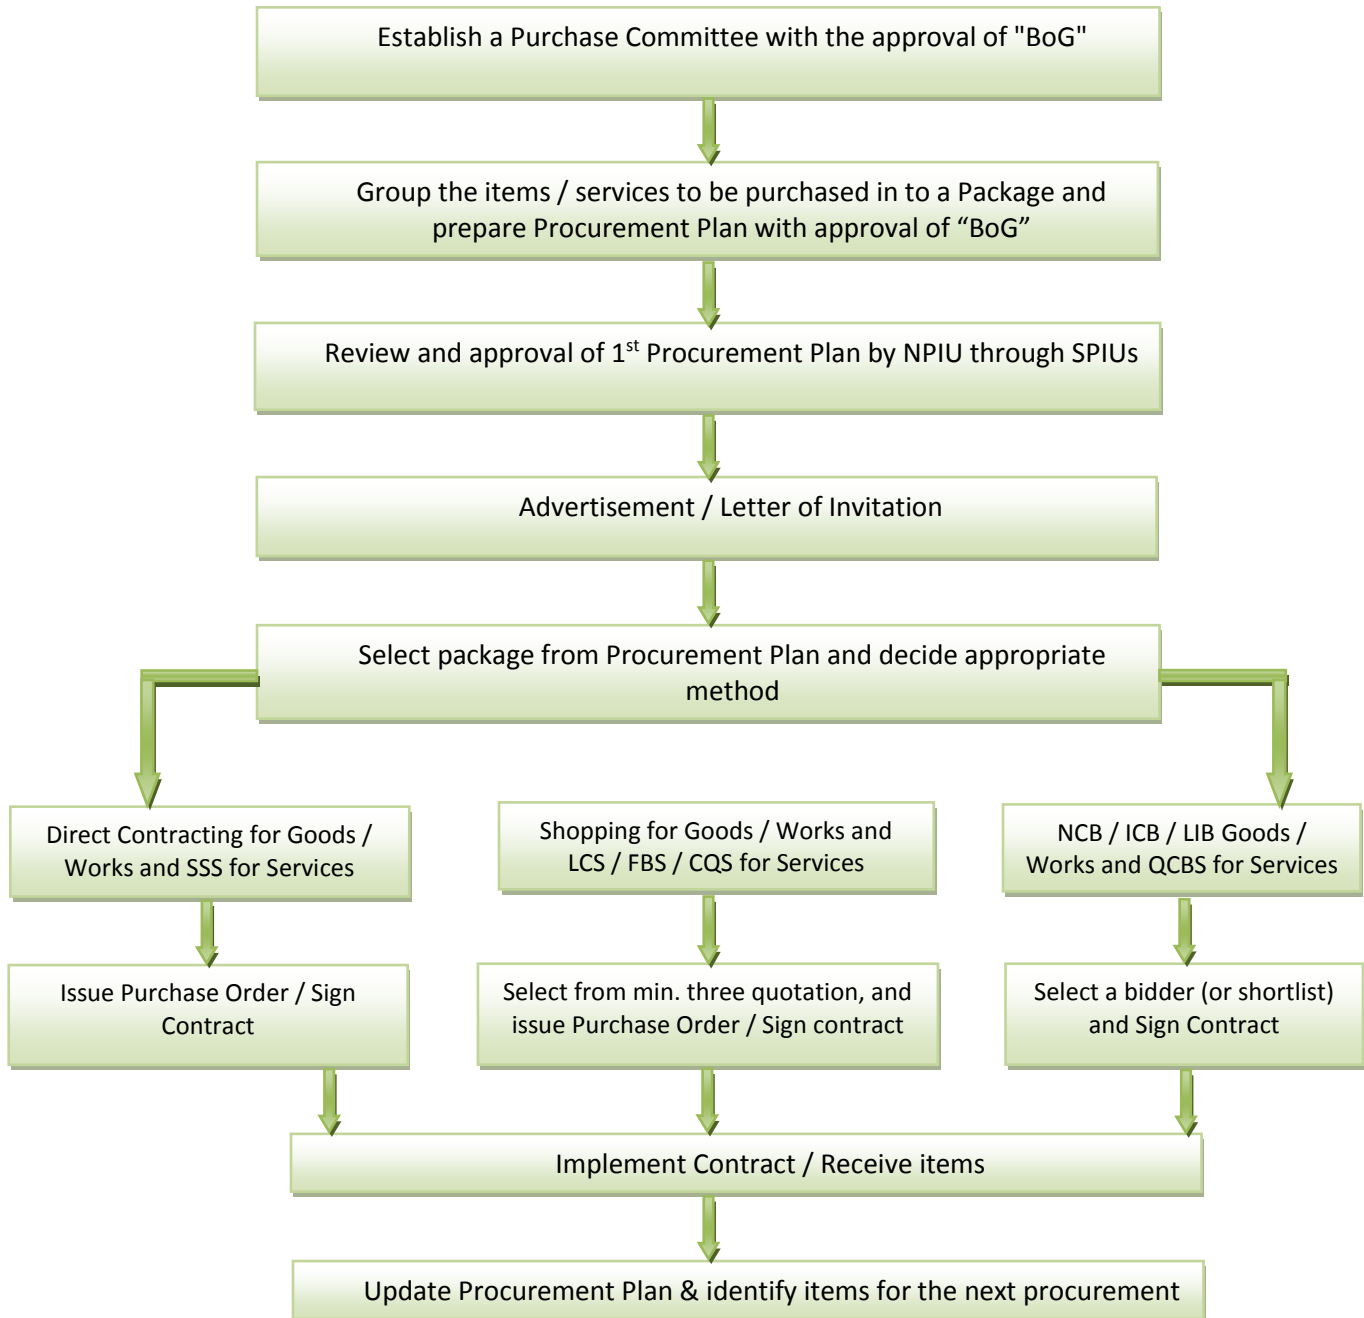 Establish a Purchase Committee with the approval of "BoG"
Group the items / services to be purchased in to a Package and
prepare Procurement Plan with approval of “BoG”
Review and approval of 1st Procurement Plan by NPIU through SPIUs
Advertisement / Letter of Invitation
Select package from Procurement Plan and decide appropriate
method
Direct Contracting for Goods /
Works and SSS for Services
Shopping for Goods / Works and
LCS / FBS / CQS for Services
NCB / ICB / LIB Goods /
Works and QCBS for Services
Issue Purchase Order / Sign
Contract
Select from min. three quotation, and
issue Purchase Order / Sign contract
Select a bidder (or shortlist)
and Sign Contract
Implement Contract / Receive items
Update Procurement Plan & identify items for the next procurement